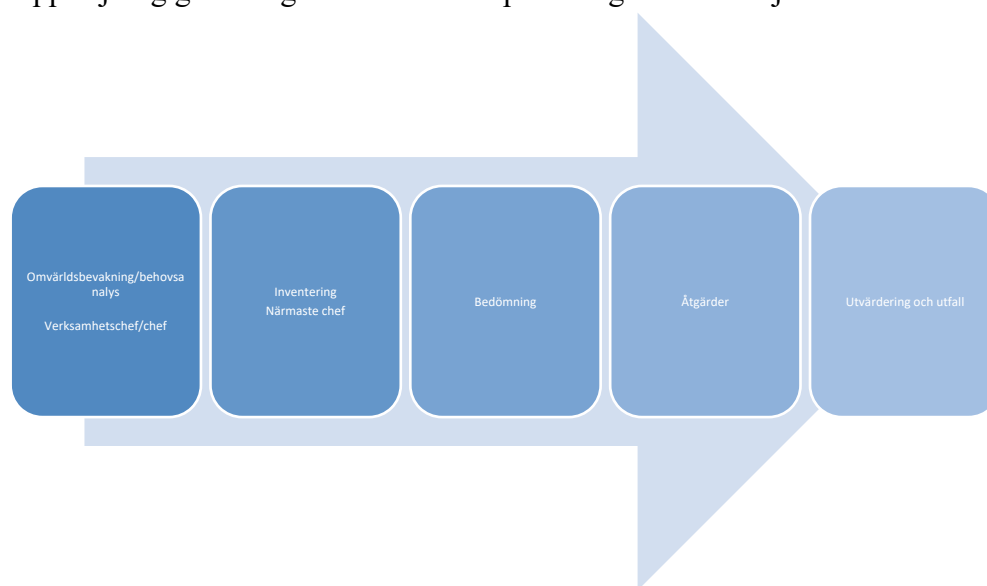 Omvärldsbevakning/behovsa
nalys
Verksamhetschef/chef
Inventering
Närmaste chef
Bedömning
Åtgärder
Utvärdering och utfall